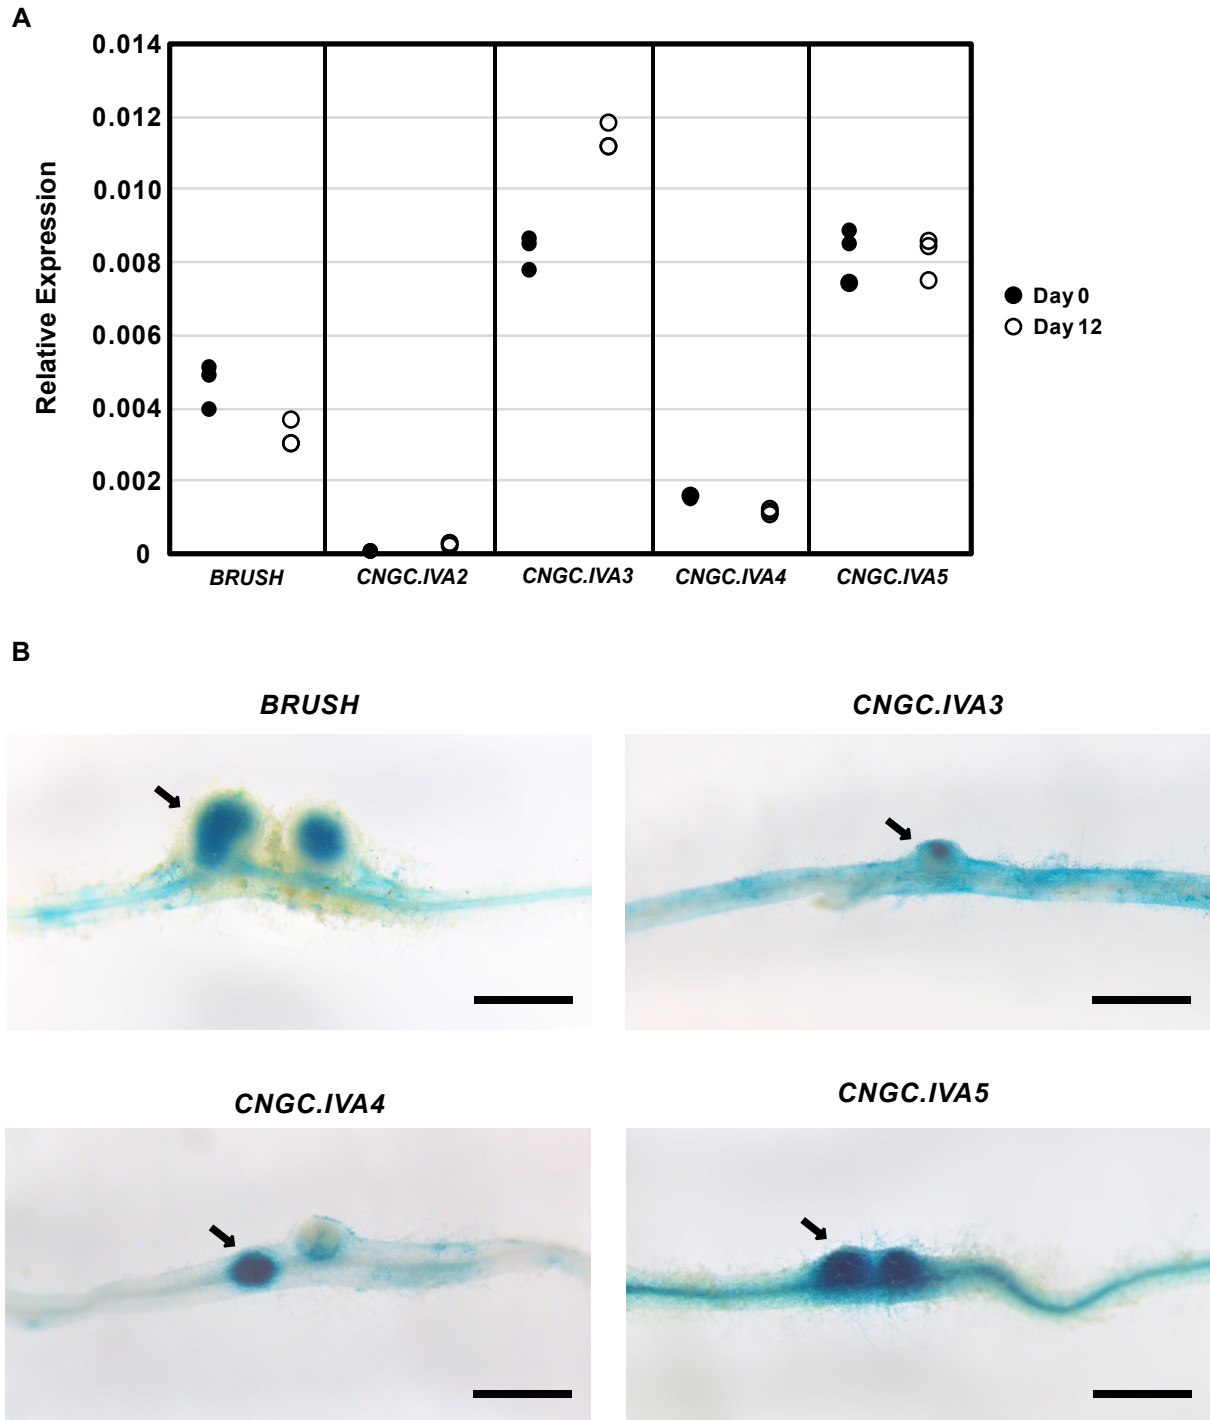 A
0.014
0.012
0.010
0.008
0.006
0.004
0.002
0
Relative Expression
BRUSH
CNGC.IVA2
CNGC.IVA3
CNGC.IVA4
CNGC.IVA5
Day 0
Day 12
B
BRUSH
CNGC.IVA3
CNGC.IVA4
CNGC.IVA5